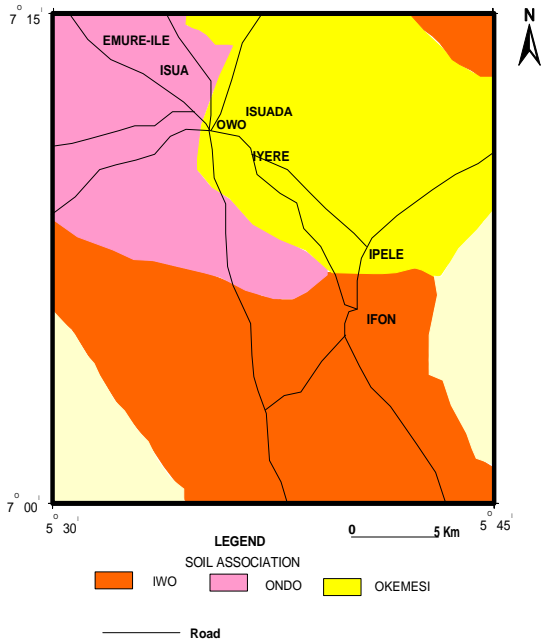 7° 15'
N
EMURE-ILE
ISUA
ISUADA
OWO
IYERE
IPELE
IFON
7° 00'
5° 30'
0 5 Km
5° 45'
LEGEND
SOIL ASSOCIATION
IWO ONDO OKEMESI
Road